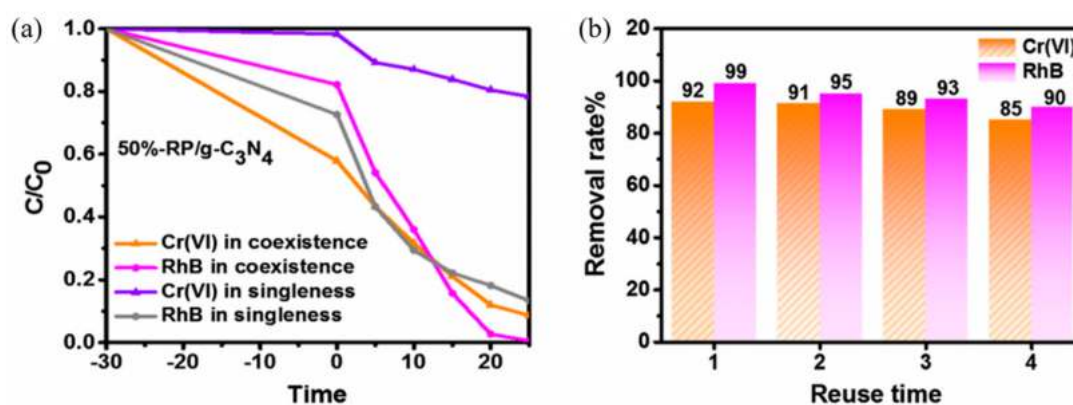 (a)
1.0
0.8
0.6
0.4
0.2
0.0
C/C0
50%-RP/g-C3N4
Cr(VI) in coexistence
RhB in coexistence
Cr(VI) in singleness
RhB in singleness
-30 -20 -10 0 10 20
Time
(b)
20
100
80
60
40
20
0
Removal rate%
Cr(VI)
RhB
92 99 91 95 89 93 85 90
1 2 3 4
Reuse time